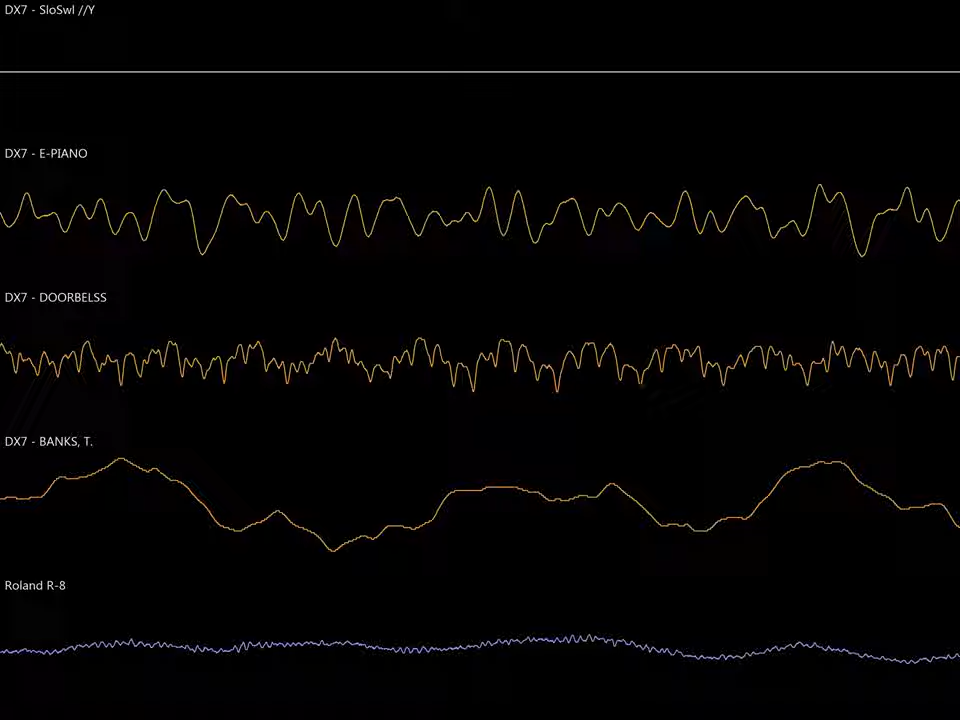 DX7 - SloSwl //Y
DX7 - E-PIANO
DX7 - DOORBELSS
DX7 - BANKS, T.
Roland R-8